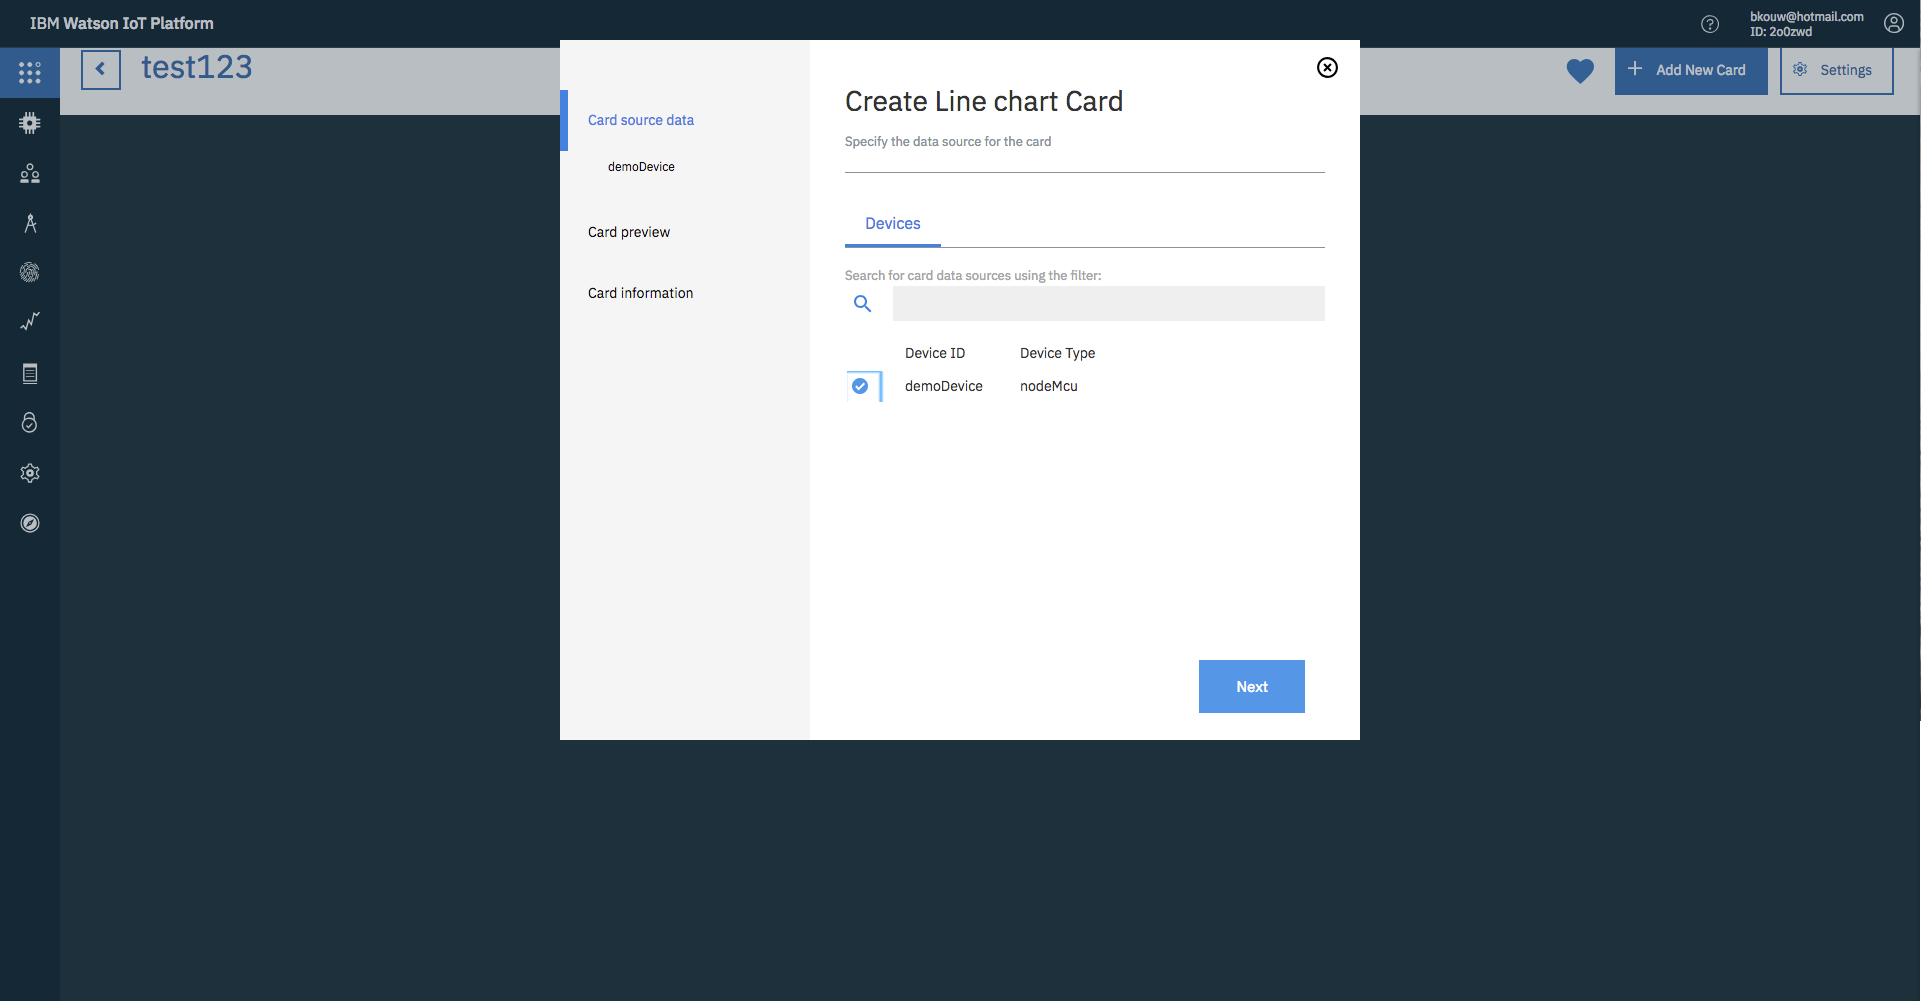 IBM Watson IoT Platform
bkouw@hotmail.com
ID: 2o0zwd
test123
Add New Card
Settings
Card source data
demoDevice
Card preview
Card information
Create Line chart Card
Specify the data source for the card
Devices
Search for card data sources using the filter:
Device ID Device Type
demoDevice nodeMcu
Next